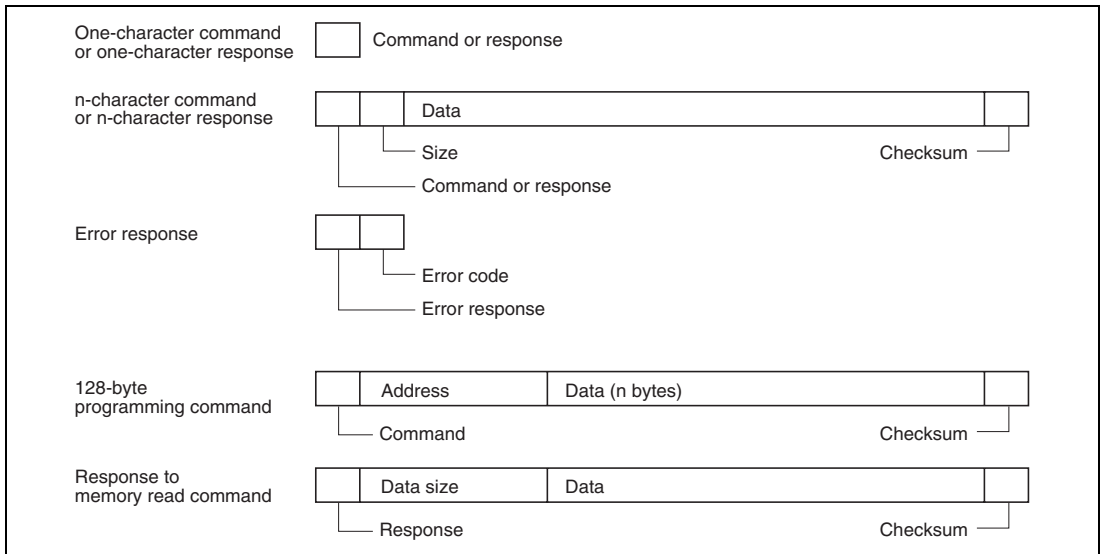 One-character command
or one-character response
Command or response
n-character command
or n-character response
Data
Size
Checksum
Command or response
Error response
Error code
Error response
128-byte
programming command
Address
Data (n bytes)
Command
Checksum
Response to
memory read command
Data size
Data
Response
Checksum